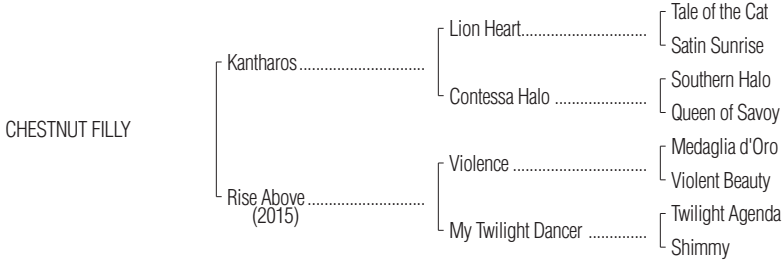 Tale of the Cat
Lion Heart..............................
Satin Sunrise
Kantharos..............................
Southern Halo
Contessa Halo ......................
Queen of Savoy
CHESTNUT FILLY
Medaglia d'Oro
Violence ................................
Violent Beauty
Rise Above............................
(2015)
Twilight Agenda
My Twilight Dancer ..............
Shimmy